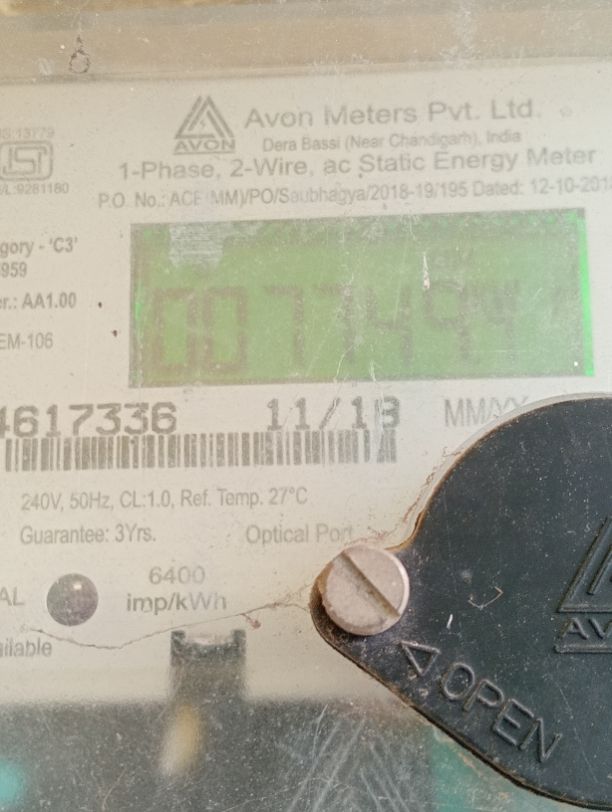 AVON
Avon Meters Pvt. Ltd.
Dera Bassi (Near Chandigarh), India
1-Phase, 2-Wire, ac Static Energy Meter
P.O. No.: ACE(MM)/PO/Saubhagya/2018-19/195 Dated: 12-10-201
IS:13779
/L:9281180
gory - 'C3'
959
er.: AA1.00
EM-106
4617336 11/18 MM/YY
240V, 50Hz, CL:1.0, Ref. Temp. 27°C
Guarantee: 3Yrs. Optical Port
AL
6400
imp/kWh
ilable
OPEN
AV